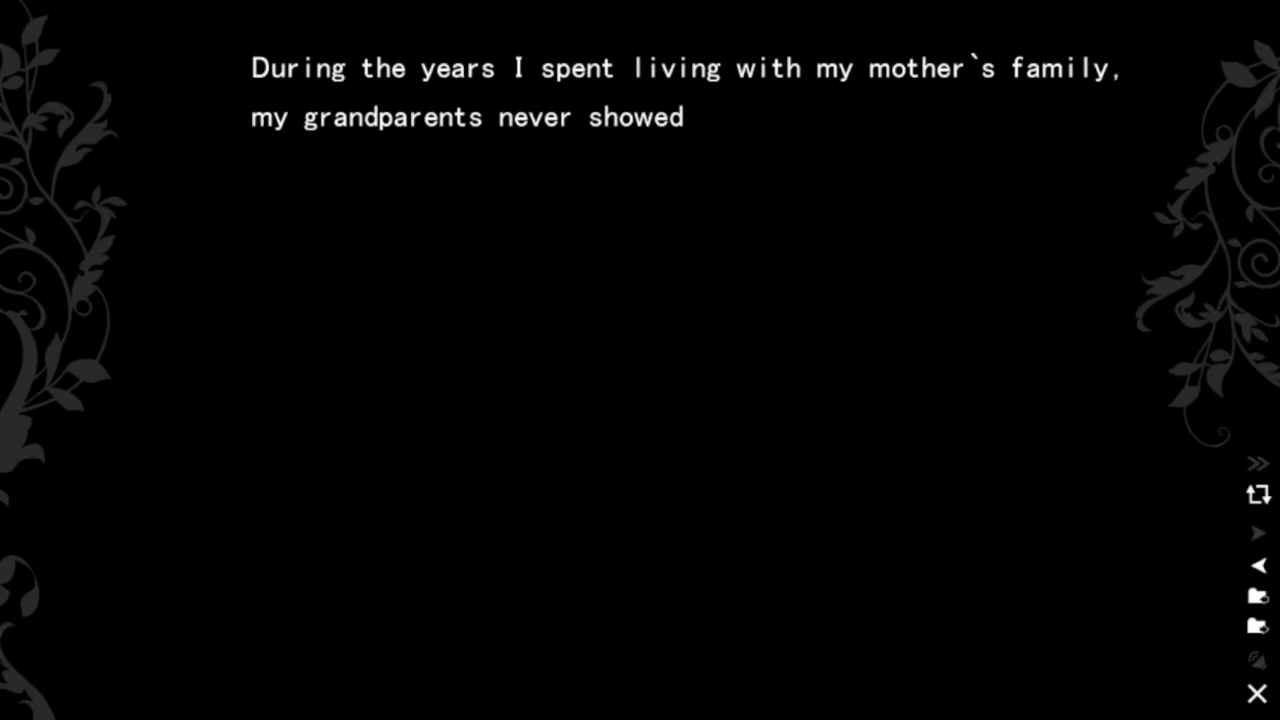 During the years I spent living with my mother`s family,
my grandparents never showed